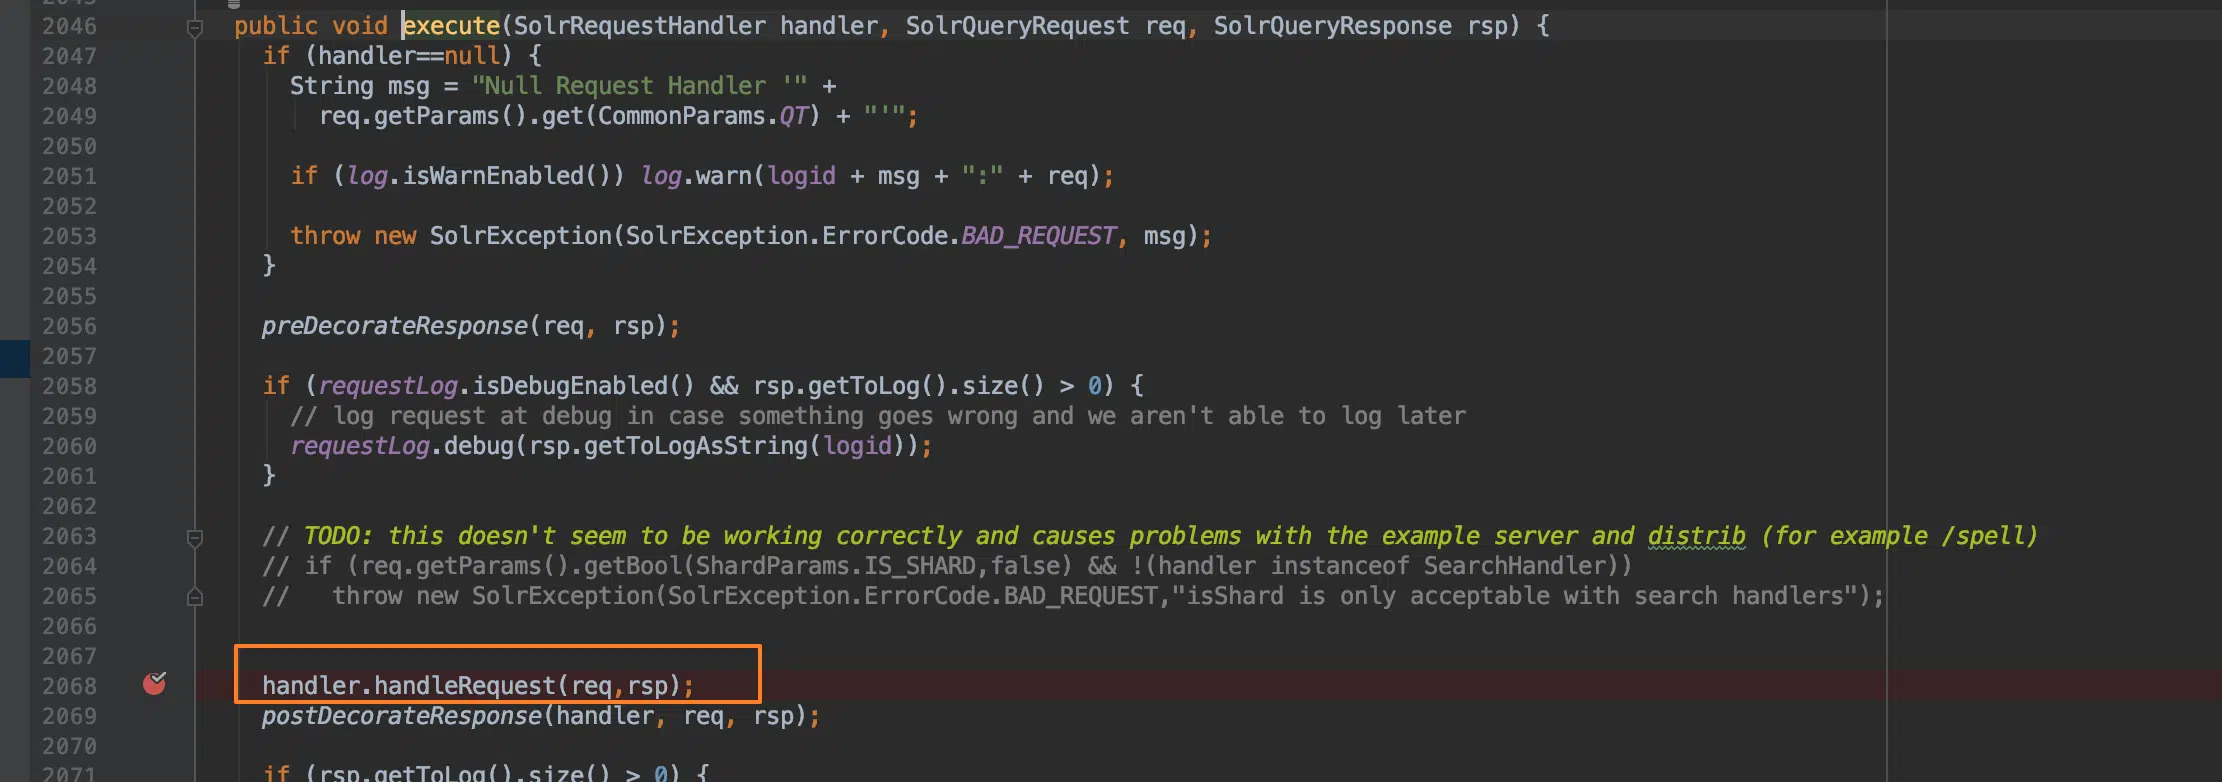 2046 public void execute(SolrRequestHandler handler, SolrQueryRequest req, SolrQueryResponse rsp) {
2047 if (handler==null) {
2048 String msg = "Null Request Handler '" +
2049 req.getParams().get(CommonParams.QT) + "'";
2050
2051 if (log.isWarnEnabled()) log.warn(logid + msg + ":" + req);
2052
2053 throw new SolrException(SolrException.ErrorCode.BAD_REQUEST, msg);
2054 }
2055
2056 preDecorateResponse(req, rsp);
2057
2058 if (requestLog.isDebugEnabled() && rsp.getToLog().size() > 0) {
2059 // log request at debug in case something goes wrong and we aren't able to log later
2060 requestLog.debug(rsp.getToLogAsString(logid));
2061 }
2062
2063 // TODO: this doesn't seem to be working correctly and causes problems with the example server and distrib (for example /spell)
2064 // if (req.getParams().getBool(ShardParams.IS_SHARD,false) && !(handler instanceof SearchHandler))
2065 //   throw new SolrException(SolrException.ErrorCode.BAD_REQUEST,"isShard is only acceptable with search handlers");
2066
2067
2068 handler.handleRequest(req,rsp);
2069 postDecorateResponse(handler, req, rsp);
2070
2071 if (rsp.getToLog().size() > 0) {